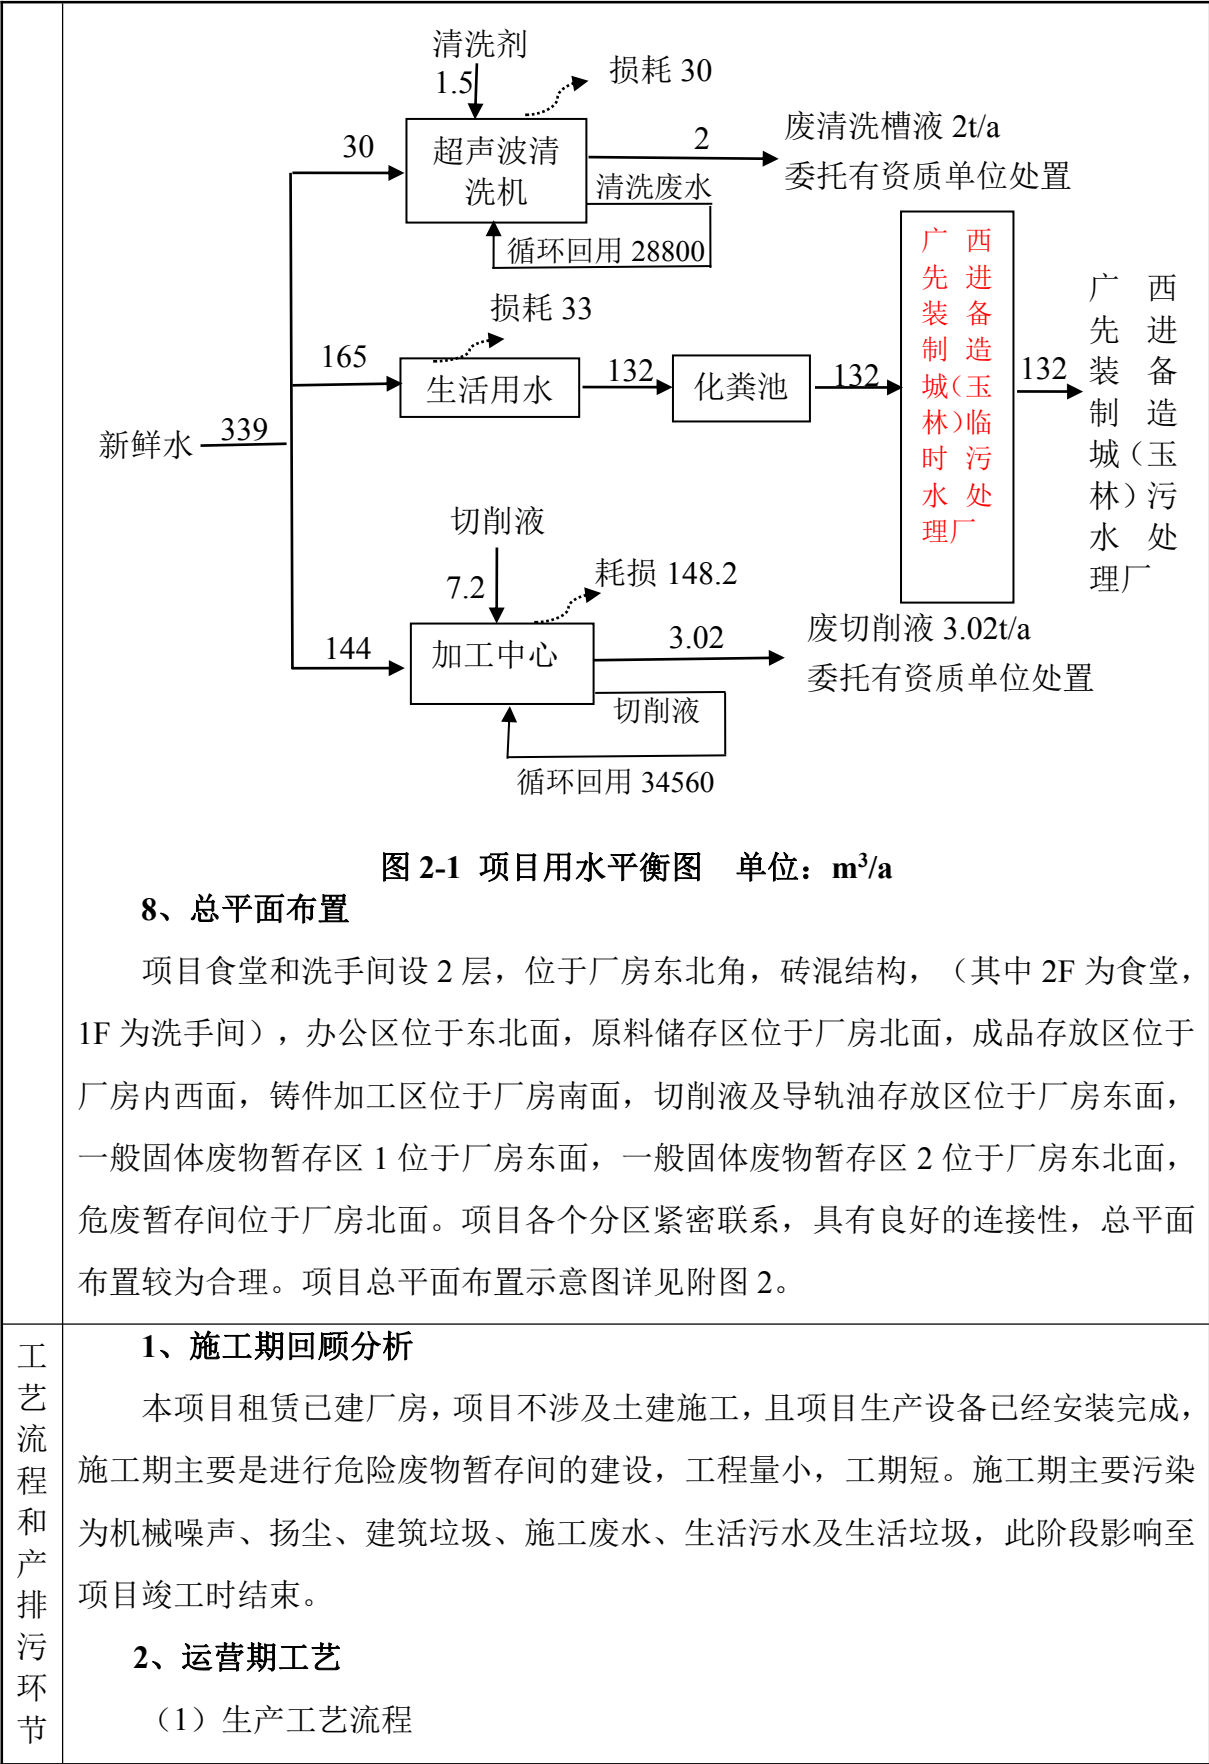 清洗剂
1.5
损耗 30
30
超声波清
洗机
2
废清洗槽液 2t/a
委托有资质单位处置
清洗废水
循环回用 28800
损耗 33
165
生活用水
132
化粪池
132
广西
先进
装备
制造
城（玉
林）临
时污
水处
理厂
132
广西
先进
装备
制造
城（玉
林）污
水处
理厂
新鲜水
339
切削液
7.2
耗损 148.2
144
加工中心
3.02
废切削液 3.02t/a
委托有资质单位处置
切削液
循环回用 34560
图 2-1 项目用水平衡图 单位：m³/a
8、总平面布置
项目食堂和洗手间设 2 层，位于厂房东北角，砖混结构，（其中 2F 为食堂，
1F 为洗手间），办公区位于东北面，原料储存区位于厂房北面，成品存放区位于
厂房内西面，铸件加工区位于厂房南面，切削液及导轨油存放区位于厂房东面，
一般固体废物暂存区 1 位于厂房东面，一般固体废物暂存区 2 位于厂房东北面，
危废暂存间位于厂房北面。项目各个分区紧密联系，具有良好的连接性，总平面
布置较为合理。项目总平面布置示意图详见附图 2。
工
艺
流
程
和
产
排
污
环
节
1、施工期回顾分析
本项目租赁已建厂房，项目不涉及土建施工，且项目生产设备已经安装完成，
施工期主要是进行危险废物暂存间的建设，工程量小，工期短。施工期主要污染
为机械噪声、扬尘、建筑垃圾、施工废水、生活污水及生活垃圾，此阶段影响至
项目竣工时结束。
2、运营期工艺
（1）生产工艺流程